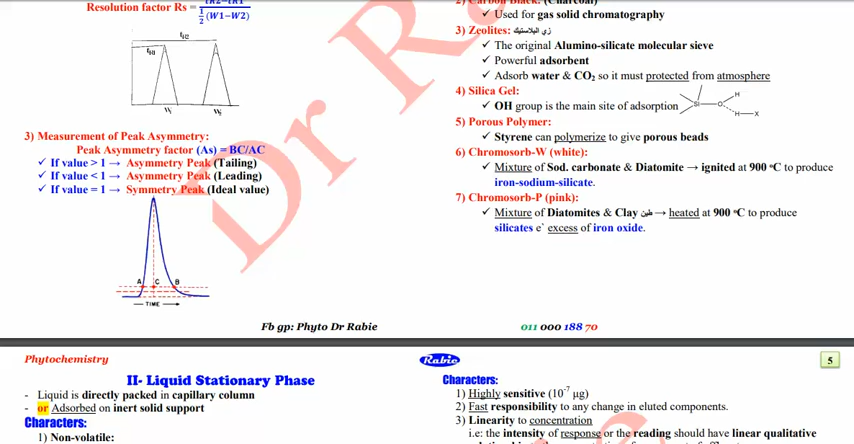 Resolution factor Rs = tR2−tR1 / ½ (W1−W2)
tR2
tR1
W1
W2
3) Measurement of Peak Asymmetry:
Peak Asymmetry factor (As) = BC/AC
✓ If value > 1 → Asymmetry Peak (Tailing)
✓ If value < 1 → Asymmetry Peak (Leading)
✓ If value = 1 → Symmetry Peak (Ideal value)
A C B
TIME
2) Carbon Black: (Charcoal)
✓ Used for gas solid chromatography
3) Zeolites: زي البلاستيك
✓ The original Alumino-silicate molecular sieve
✓ Powerful adsorbent
✓ Adsorb water & CO₂ so it must protected from atmosphere
4) Silica Gel:
✓ OH group is the main site of adsorption
Si O H H X
5) Porous Polymer:
✓ Styrene can polymerize to give porous beads
6) Chromosorb-W (white):
✓ Mixture of Sod. carbonate & Diatomite → ignited at 900 °C to produce
iron-sodium-silicate.
7) Chromosorb-P (pink):
✓ Mixture of Diatomites & Clay طين → heated at 900 °C to produce
silicates e` excess of iron oxide.
Dr Ra
Fb gp: Phyto Dr Rabie
011 000 188 70
Phytochemistry
Rabie
5
II- Liquid Stationary Phase
- Liquid is directly packed in capillary column
- or Adsorbed on inert solid support
Characters:
1) Non-volatile:
Characters:
1) Highly sensitive (10⁻⁷ µg)
2) Fast responsibility to any change in eluted components.
3) Linearity to concentration
i.e: the intensity of response or the reading should have linear qualitative